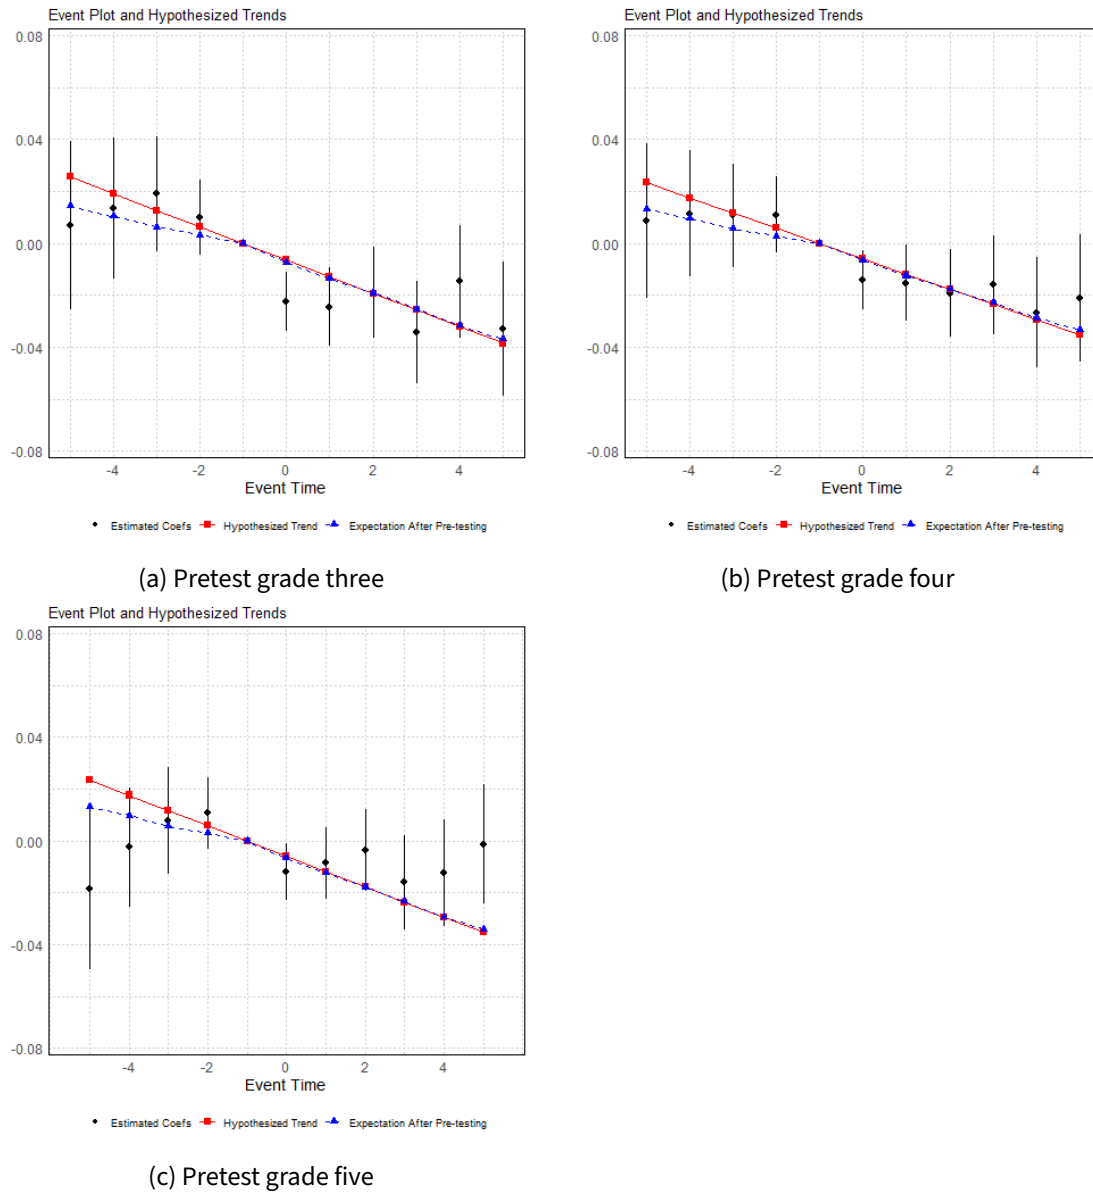 Event Plot and Hypothesized Trends
0.08
0.04
0.00
-0.04
-0.08
-4 -2 0 2 4
Event Time
Estimated Coefs Hypothesized Trend Expectation After Pre-testing
(a) Pretest grade three
Event Plot and Hypothesized Trends
0.08
0.04
0.00
-0.04
-0.08
-4 -2 0 2 4
Event Time
Estimated Coefs Hypothesized Trend Expectation After Pre-testing
(b) Pretest grade four
Event Plot and Hypothesized Trends
0.08
0.04
0.00
-0.04
-0.08
-4 -2 0 2 4
Event Time
Estimated Coefs Hypothesized Trend Expectation After Pre-testing
(c) Pretest grade five